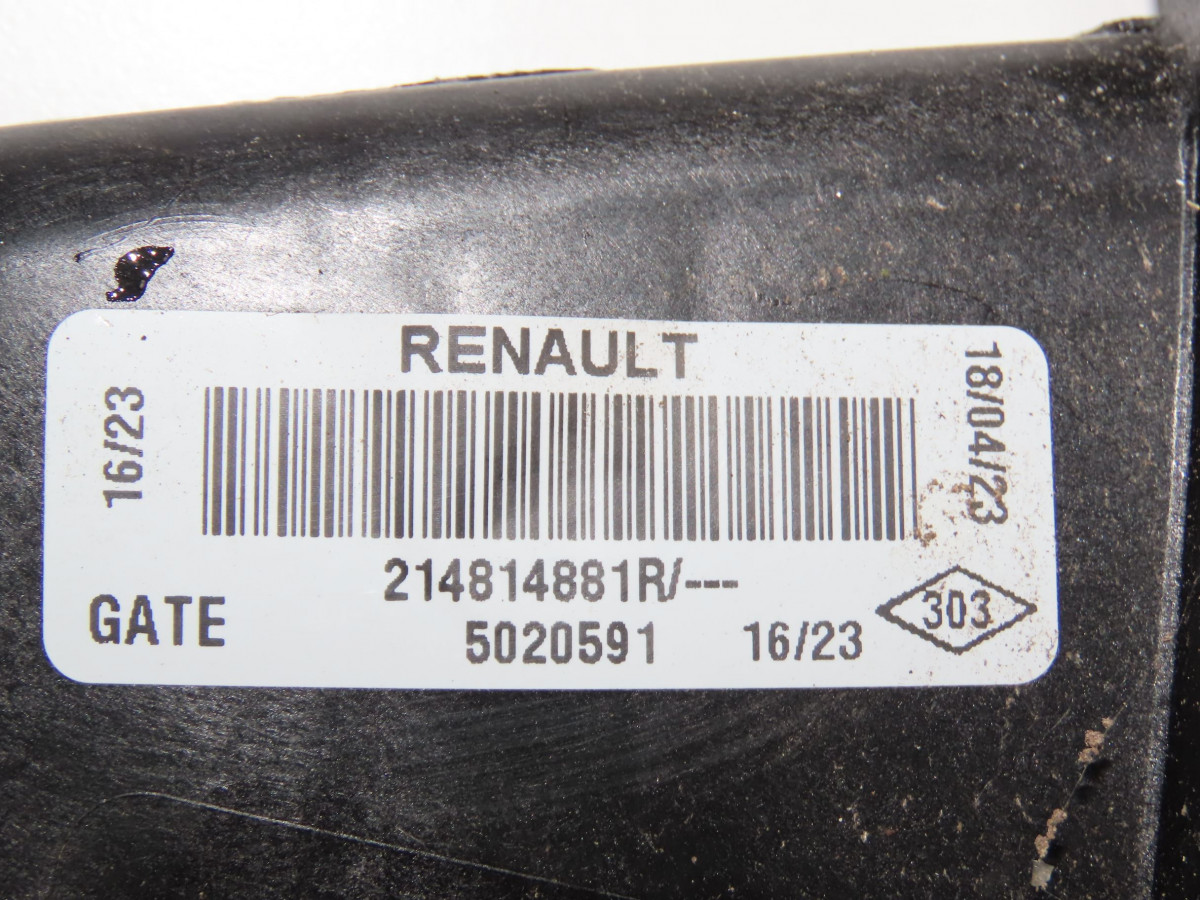 RENAULT
16/23
18/04/23
214814881R/---
GATE
5020591
16/23
303